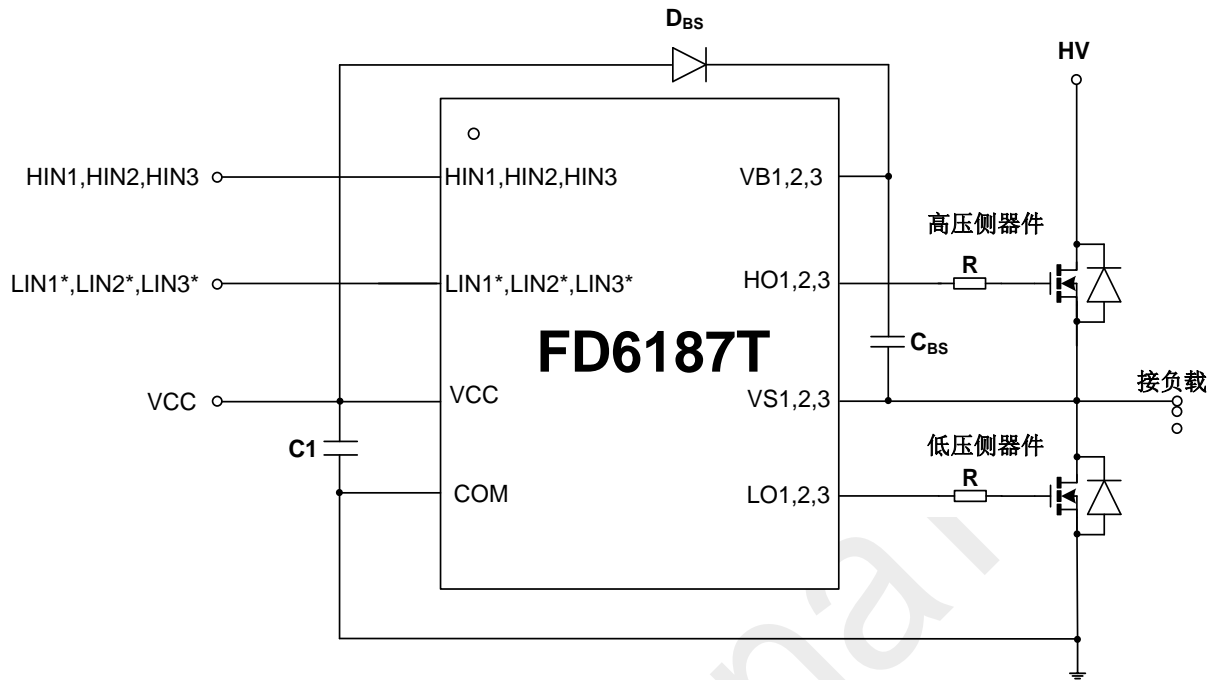 DBS
HV
HIN1,HIN2,HIN3
HIN1,HIN2,HIN3
VB1,2,3
高压侧器件
LIN1*,LIN2*,LIN3*
LIN1*,LIN2*,LIN3*
HO1,2,3
R
FD6187T
CBS
VCC
VCC
VS1,2,3
接负载
C1
低压侧器件
COM
LO1,2,3
R